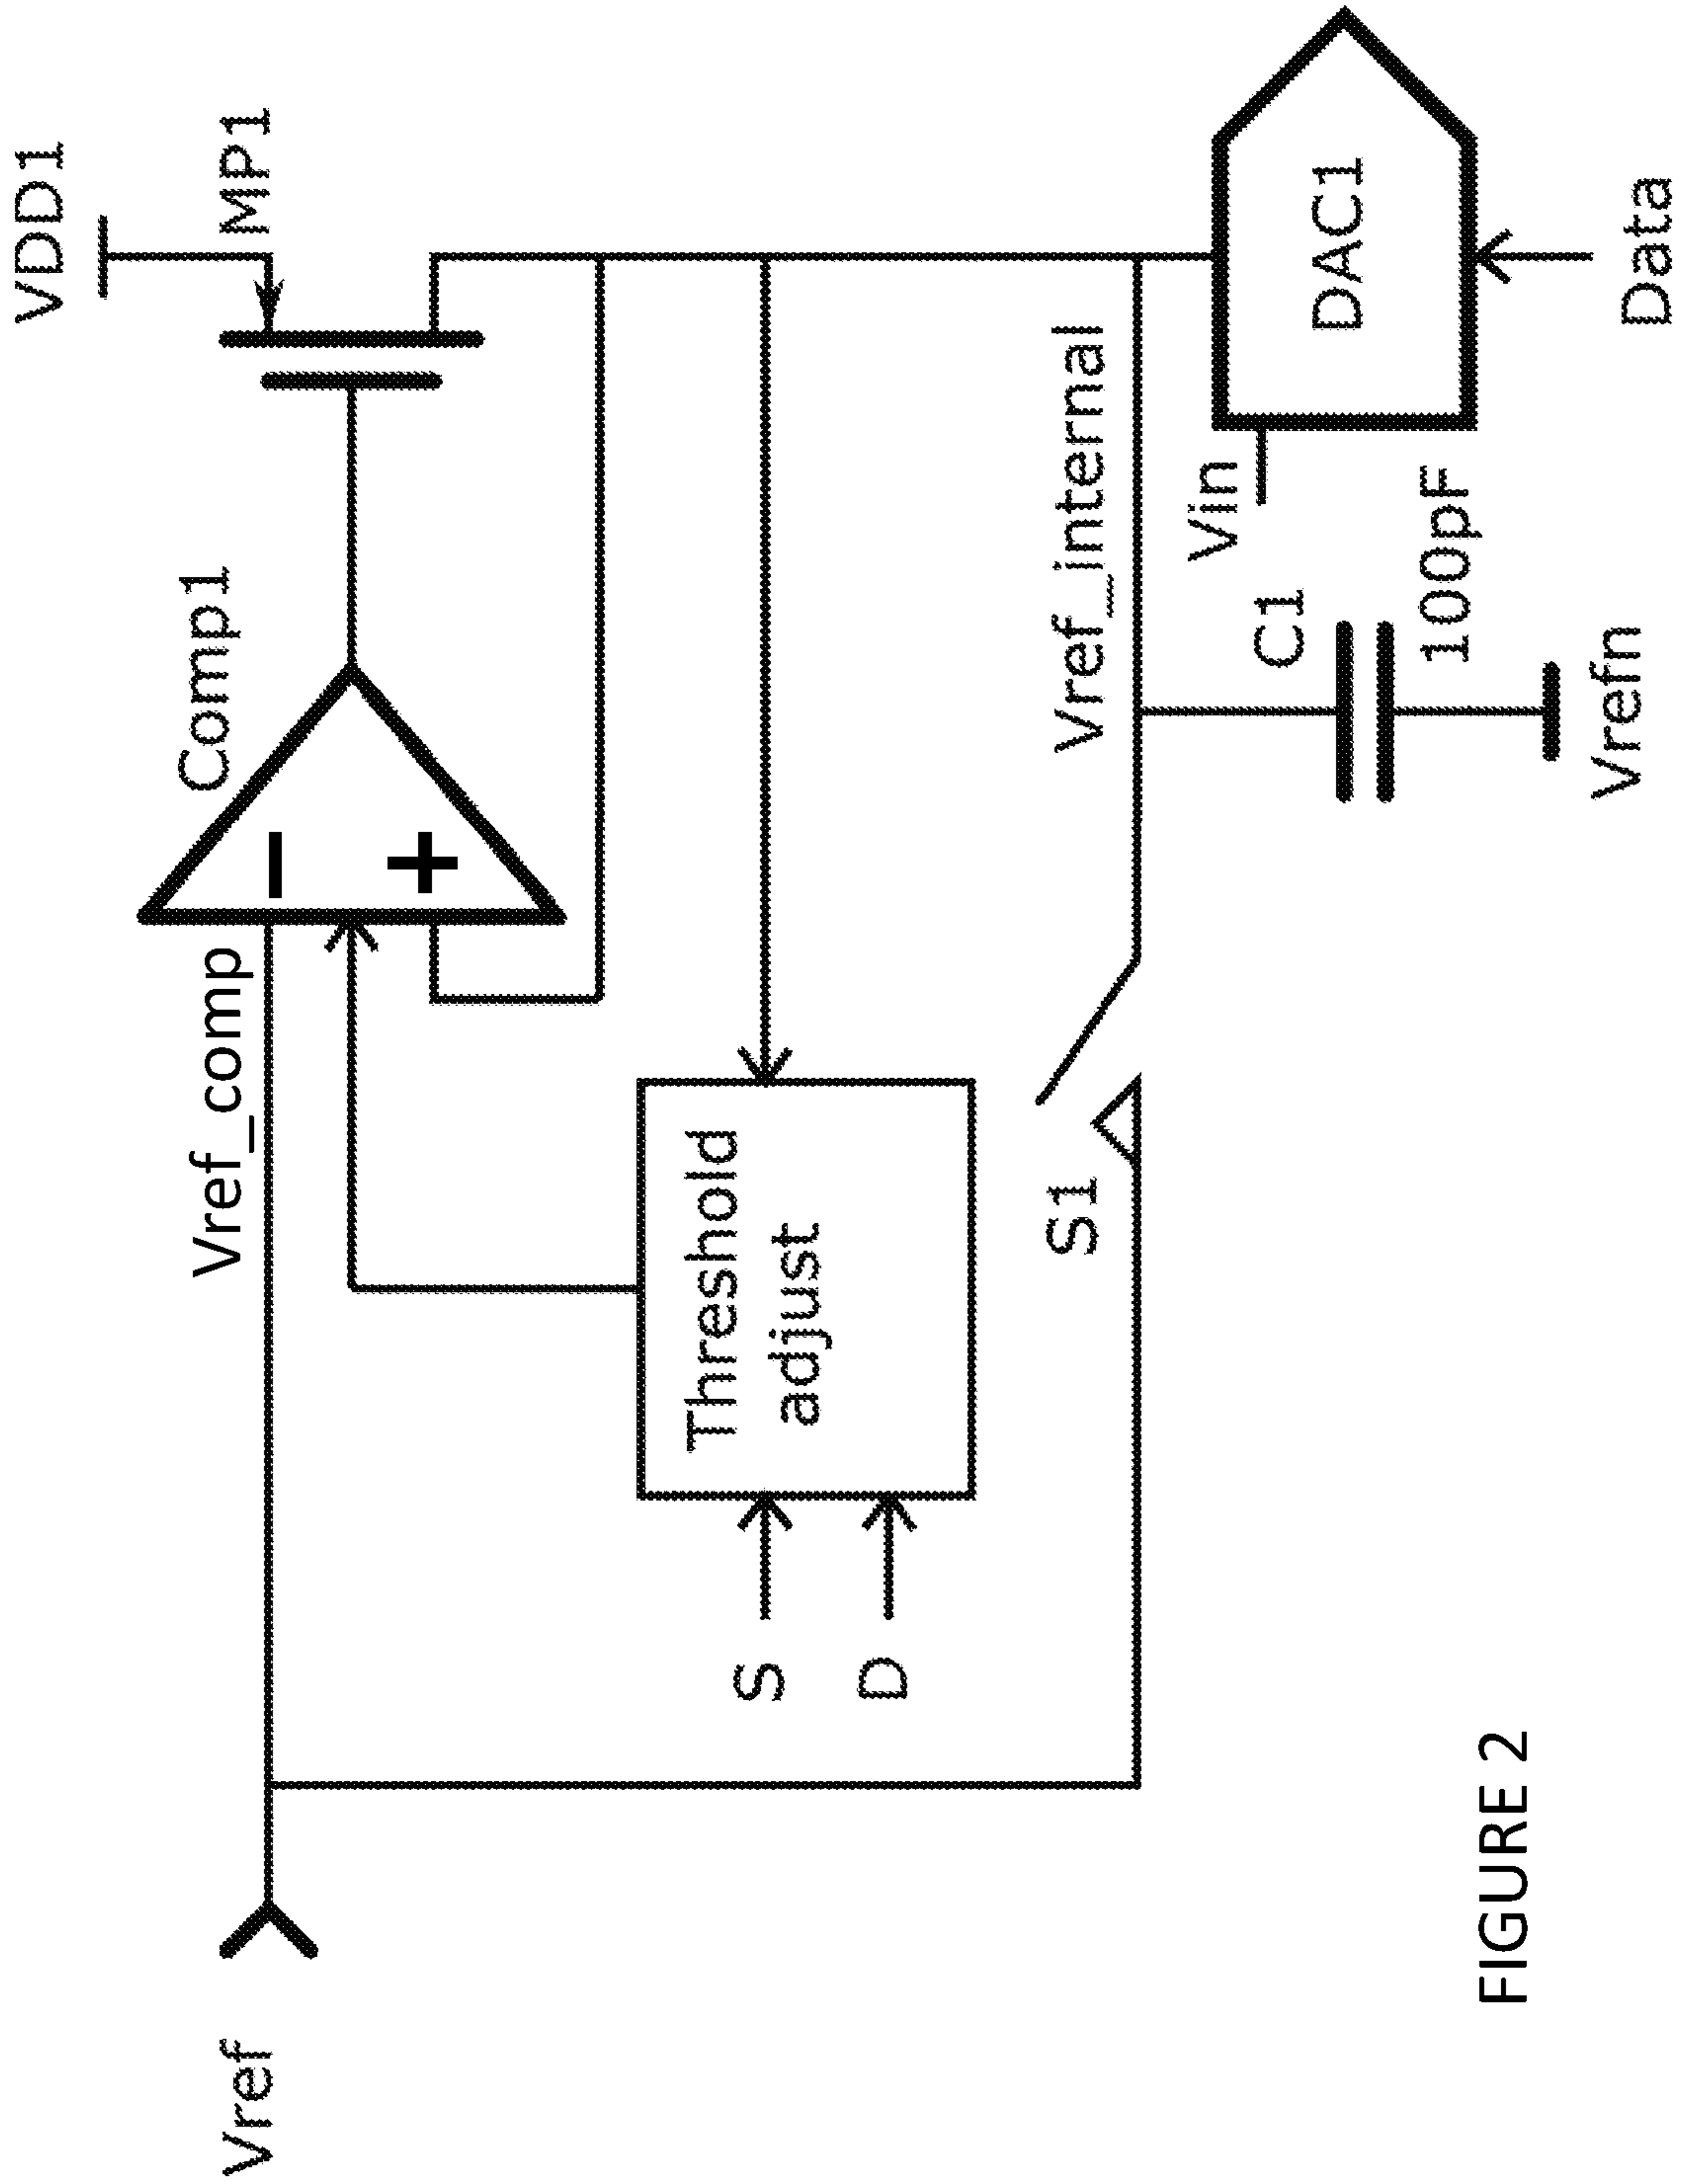 VDD1
MP1
Comp1
−
+
Vref_comp
Vref
Threshold
adjust
S
D
S1
Vref_internal
Vin
DAC1
Data
C1
100pF
Vrefn
FIGURE 2